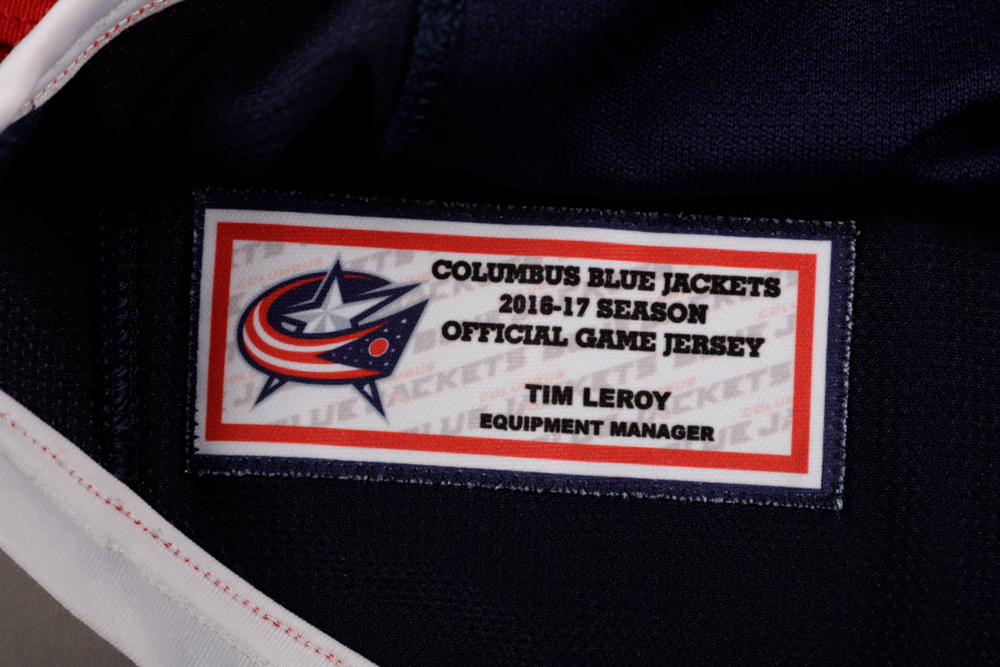 COLUMBUS BLUE JACKETS
2016-17 SEASON
OFFICIAL GAME JERSEY
TIM LEROY
EQUIPMENT MANAGER